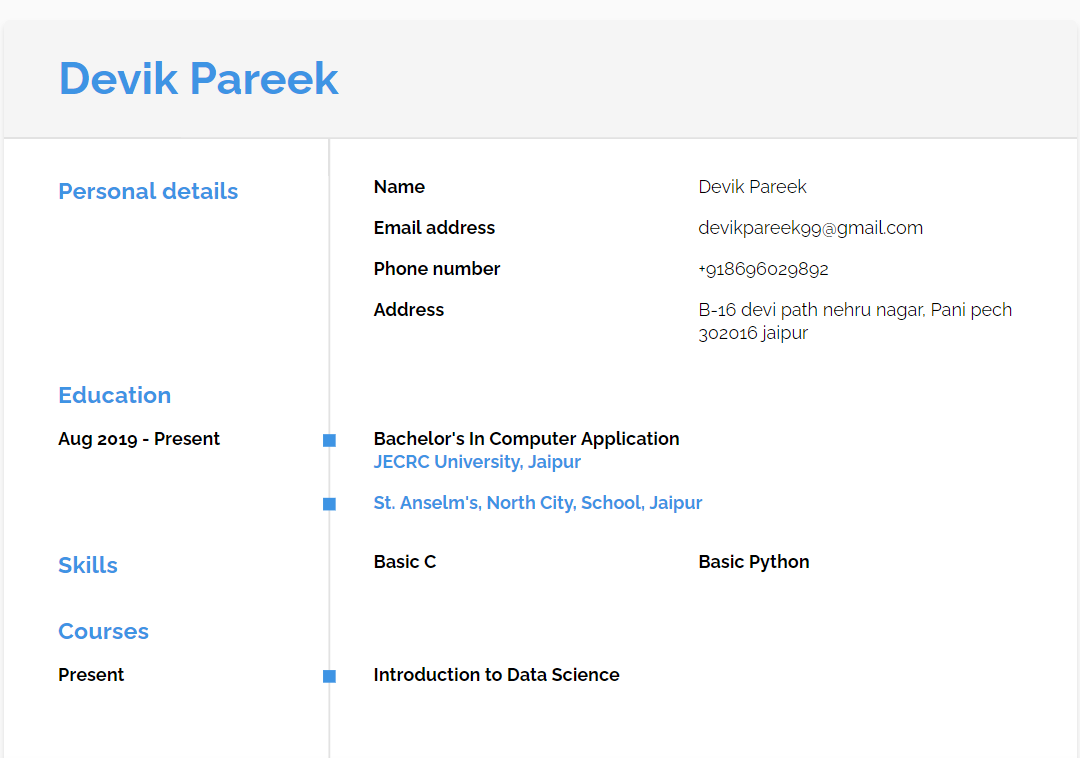 Devik Pareek
Personal details
Name Devik Pareek
Email address devikpareek99@gmail.com
Phone number +918696029892
Address B-16 devi path nehru nagar, Pani pech
302016 jaipur
Education
Aug 2019 - Present Bachelor's In Computer Application
JECRC University, Jaipur
St. Anselm's, North City, School, Jaipur
Skills Basic C Basic Python
Courses
Present Introduction to Data Science